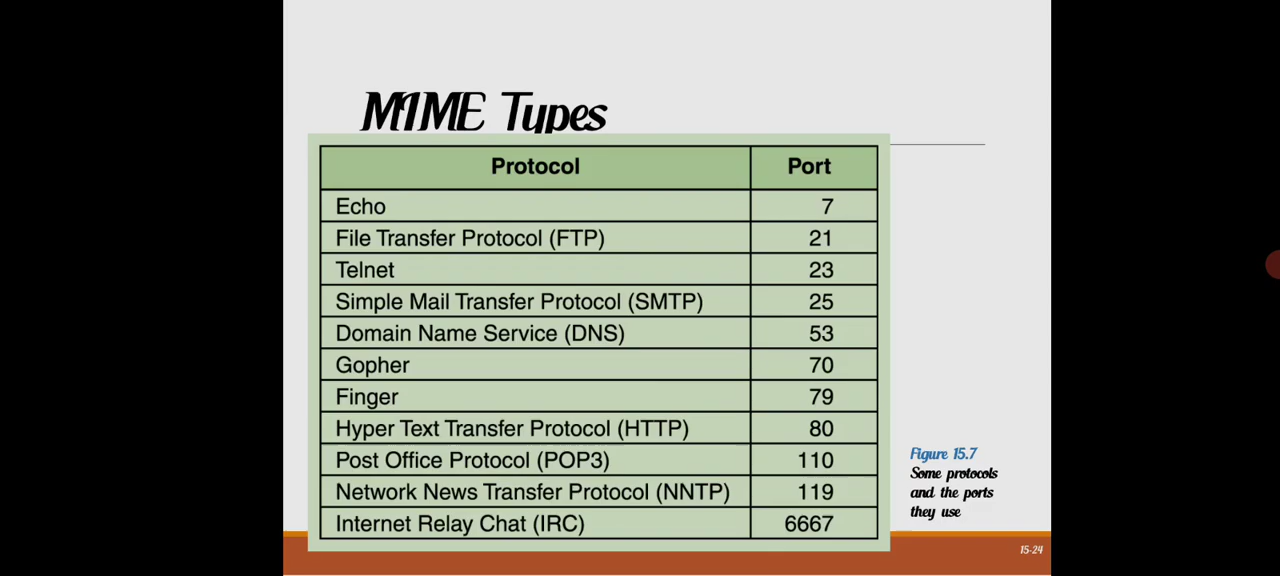 MIME Types
Protocol Port
Echo 7
File Transfer Protocol (FTP) 21
Telnet 23
Simple Mail Transfer Protocol (SMTP) 25
Domain Name Service (DNS) 53
Gopher 70
Finger 79
Hyper Text Transfer Protocol (HTTP) 80
Post Office Protocol (POP3) 110
Network News Transfer Protocol (NNTP) 119
Internet Relay Chat (IRC) 6667
Figure 15.7
Some protocols
and the ports
they use
15-24